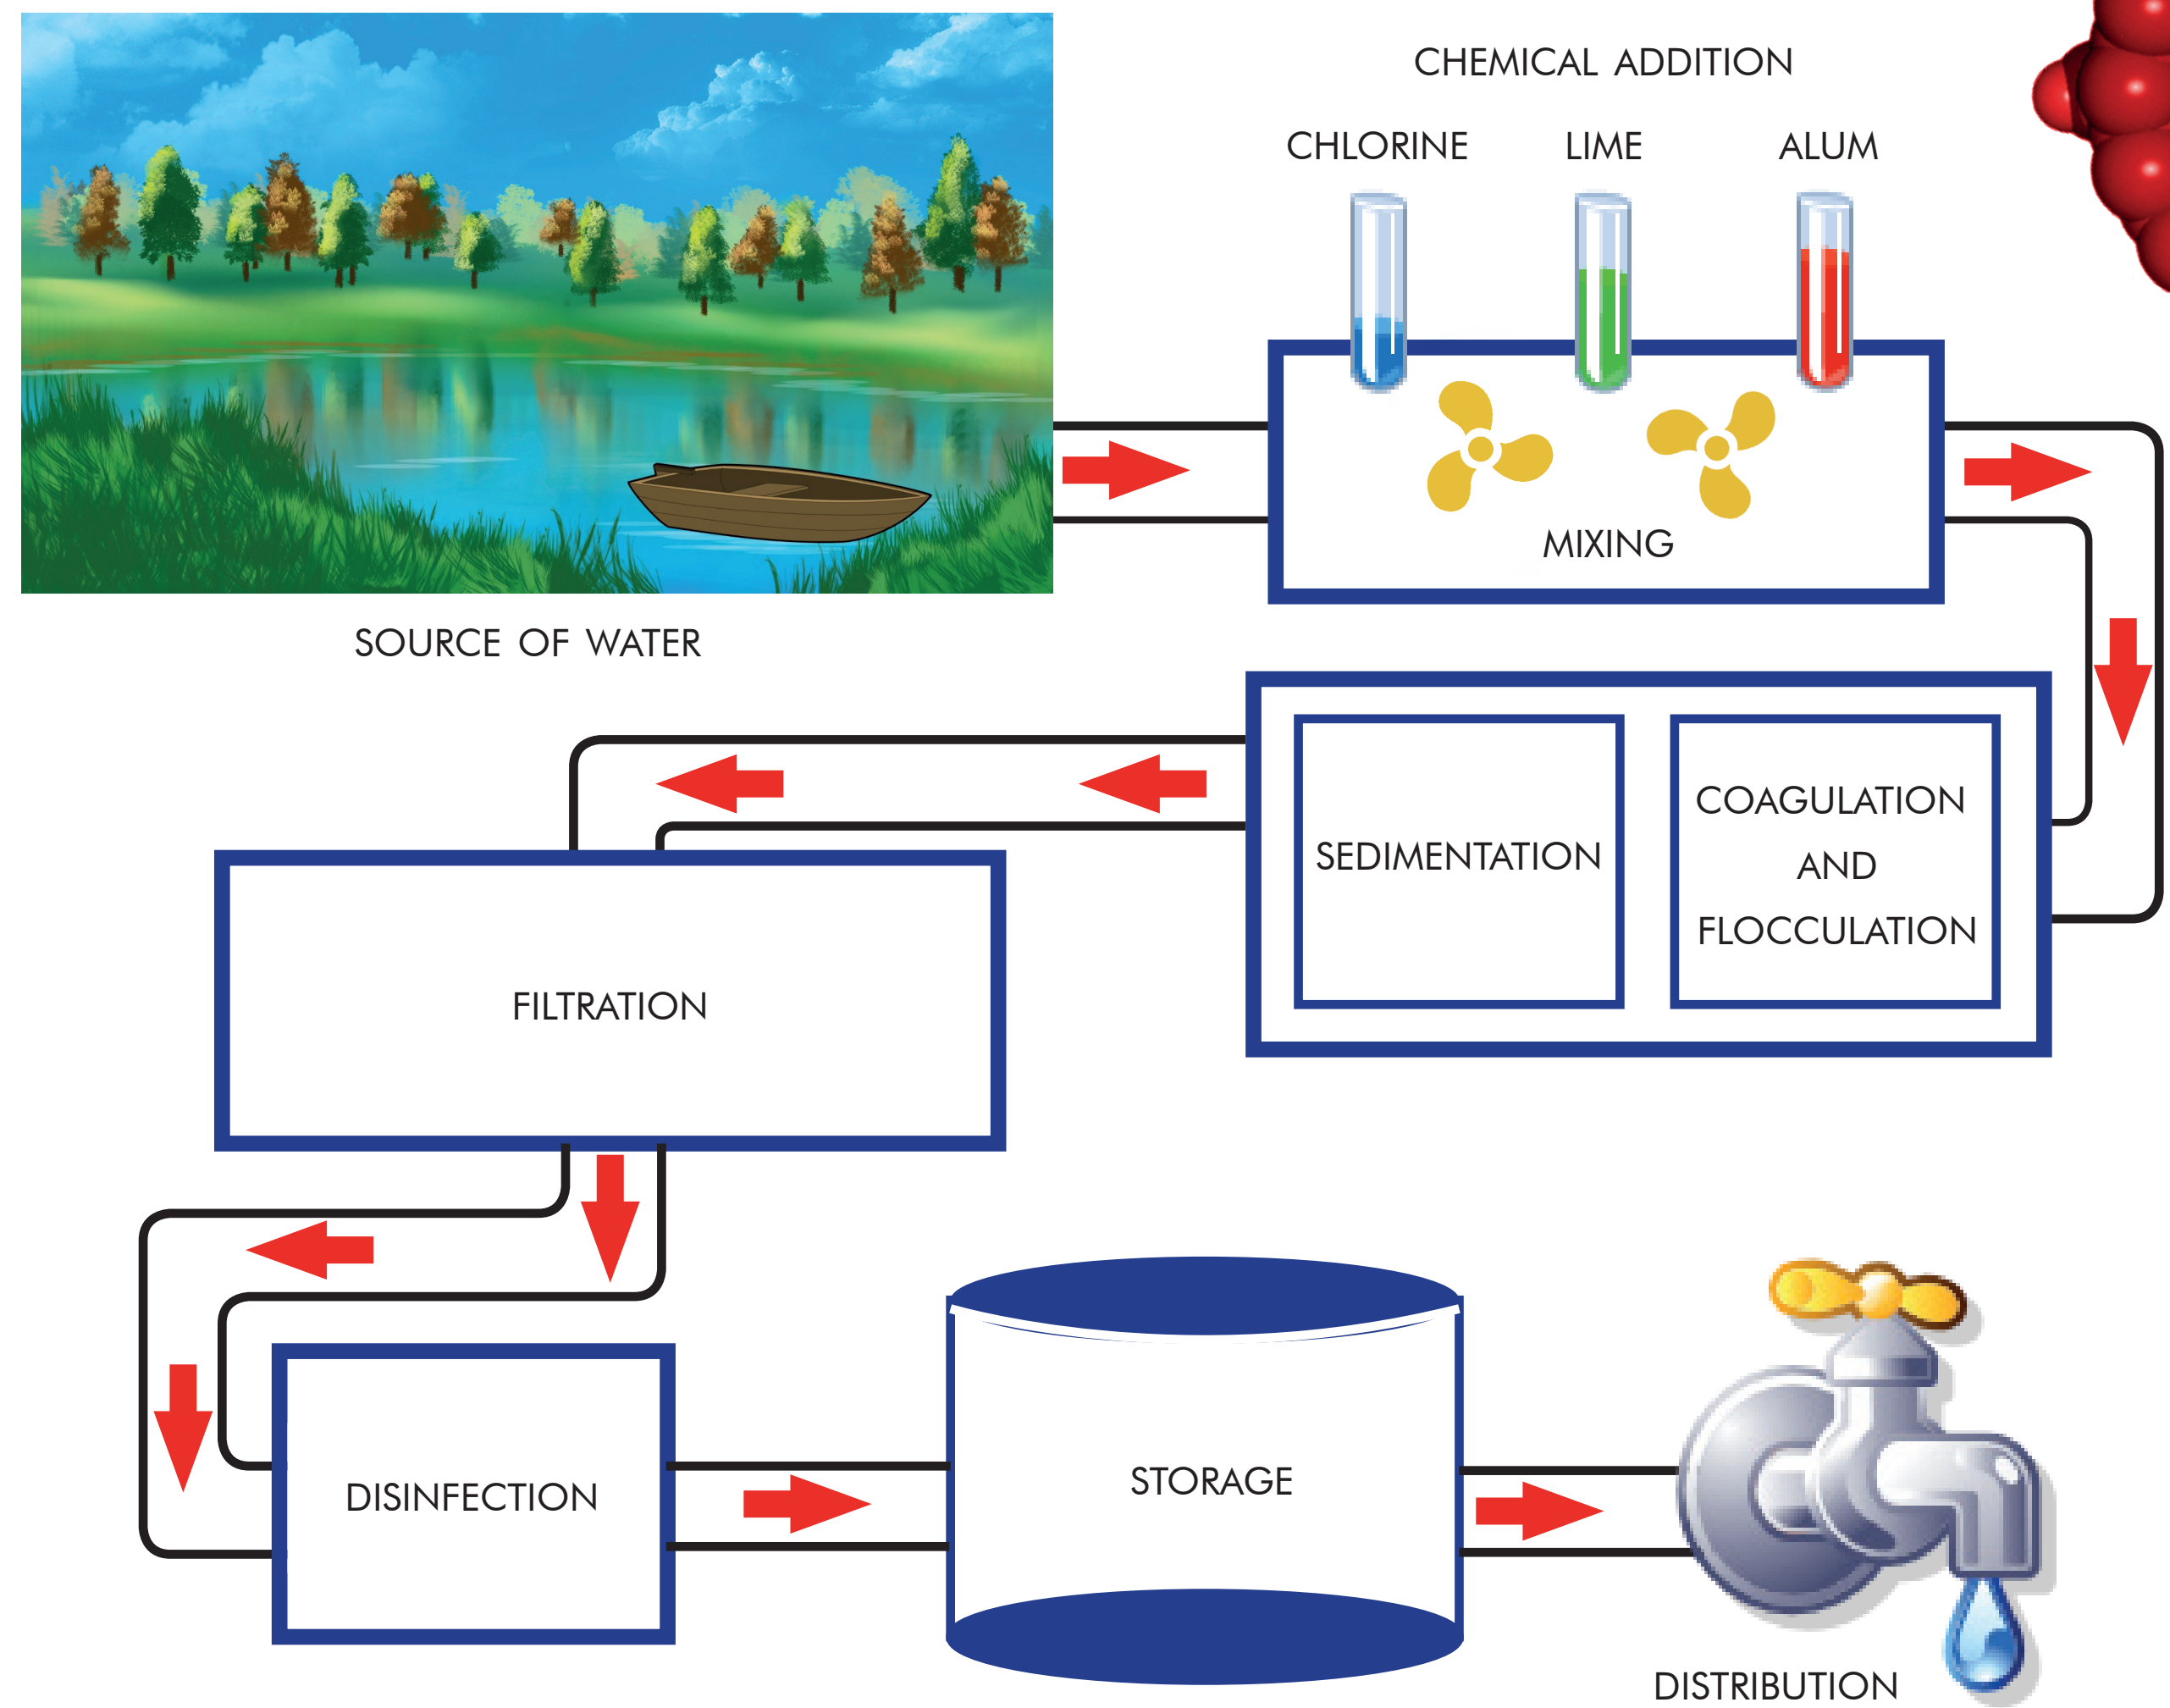 CHEMICAL ADDITION
CHLORINE
LIME
ALUM
MIXING
SOURCE OF WATER
SEDIMENTATION
COAGULATION
AND
FLOCCULATION
FILTRATION
DISINFECTION
STORAGE
DISTRIBUTION